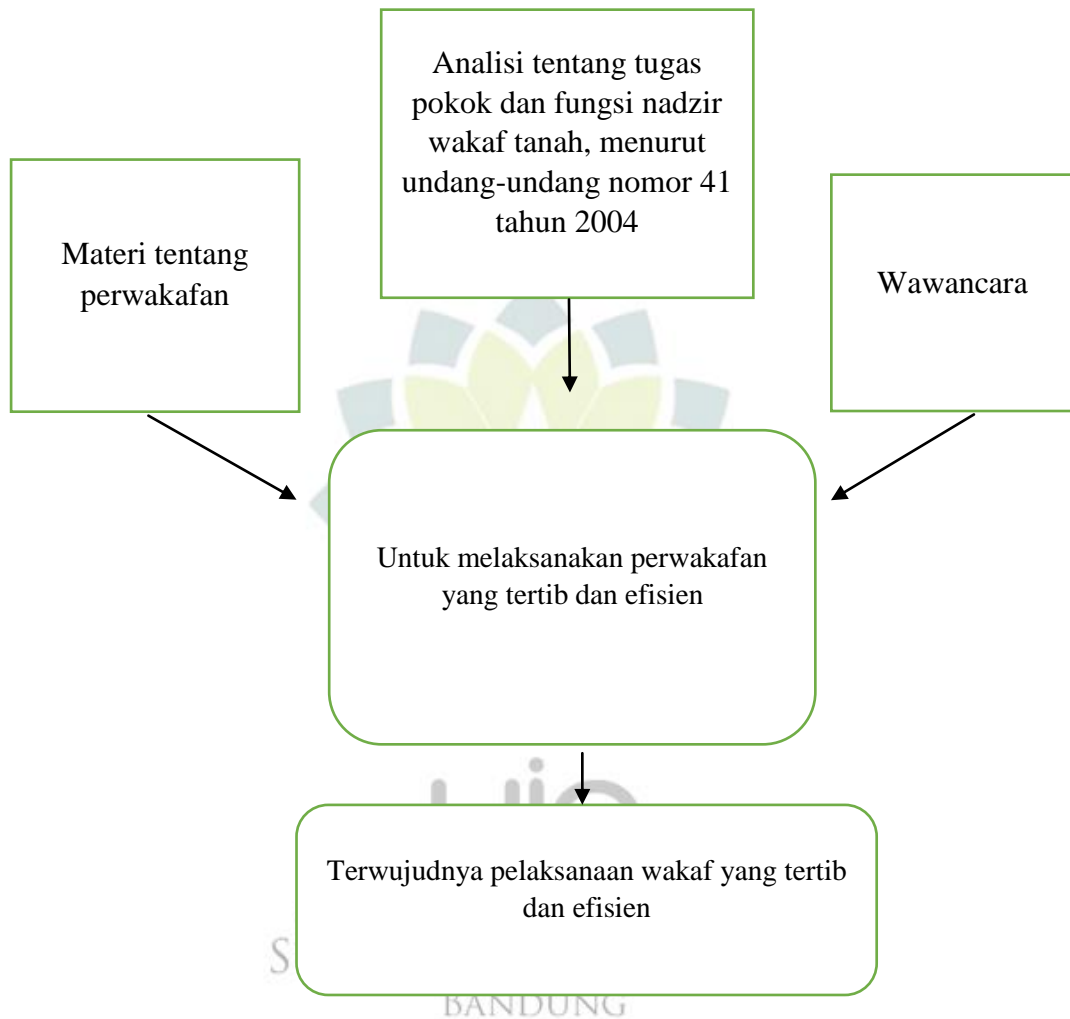 Analisi tentang tugas
pokok dan fungsi nadzir
wakaf tanah, menurut
undang-undang nomor 41
tahun 2004
Materi tentang
perwakafan
Wawancara
Untuk melaksanakan perwakafan
yang tertib dan efisien
Terwujudnya pelaksanaan wakaf yang tertib
dan efisien
S
BANDUNG